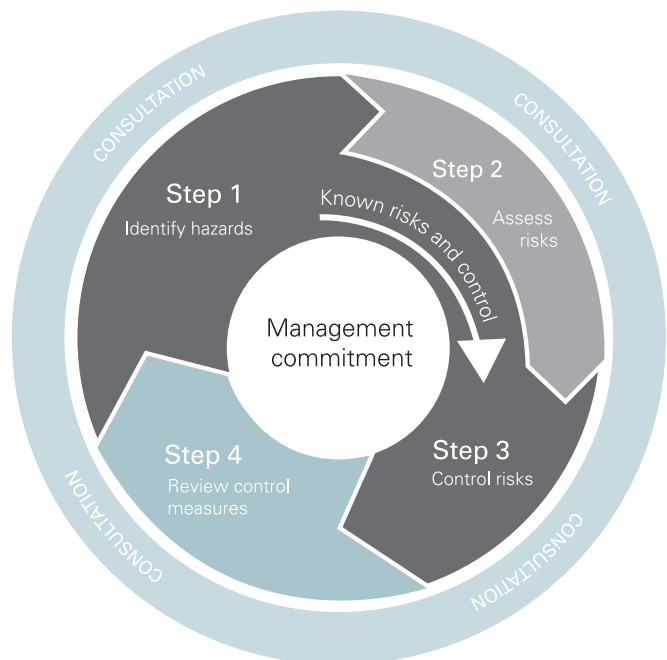 CONSULTATION
CONSULTATION
Step 1
Identify hazards
Step 2
Assess
risks
Known risks and control
Management
commitment
Step 3
Control risks
Step 4
Review control
measures
CONSULTATION
CONSULTATION